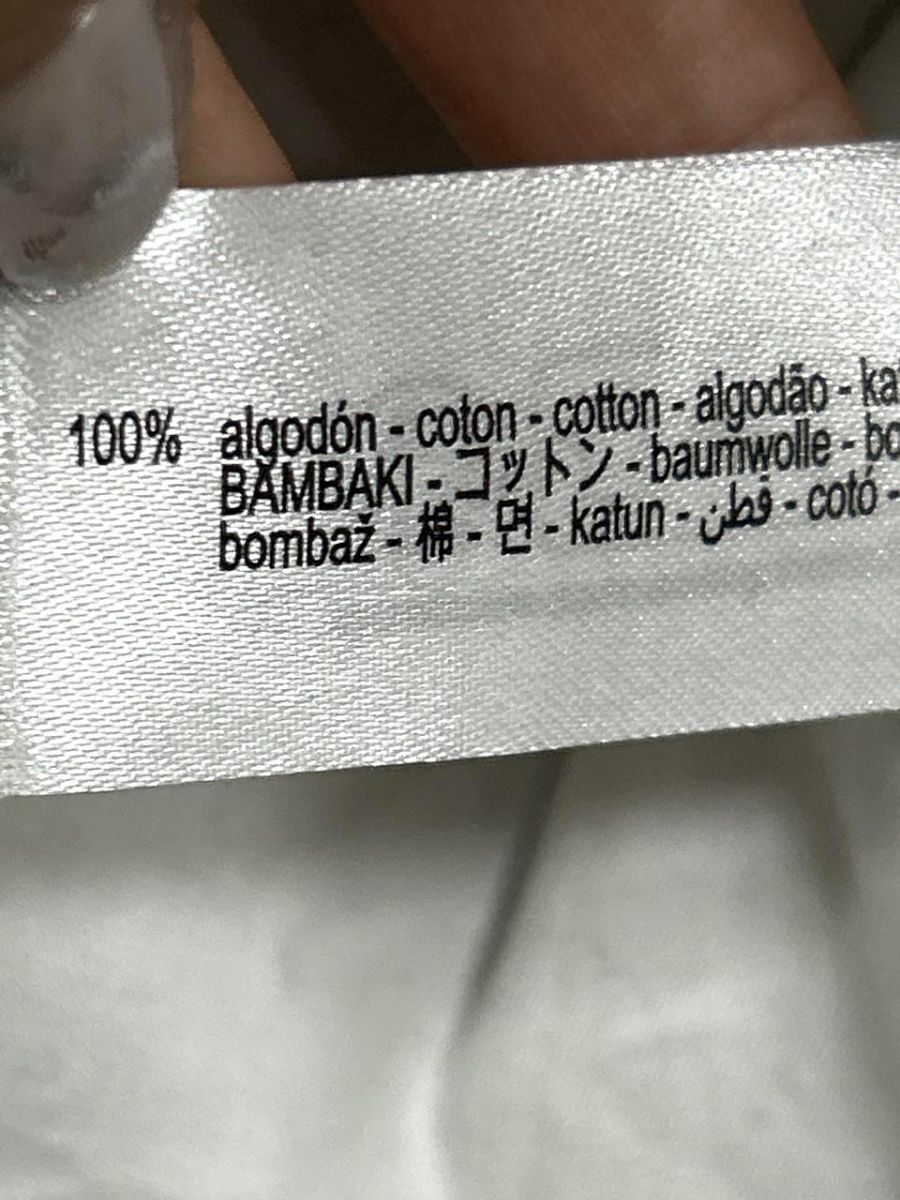 100% algodón - coton - cotton - algodão -
BAMBAKI - コットン - baumwolle -
bombaž - 棉 - 면 - katun - قطن - cotó -